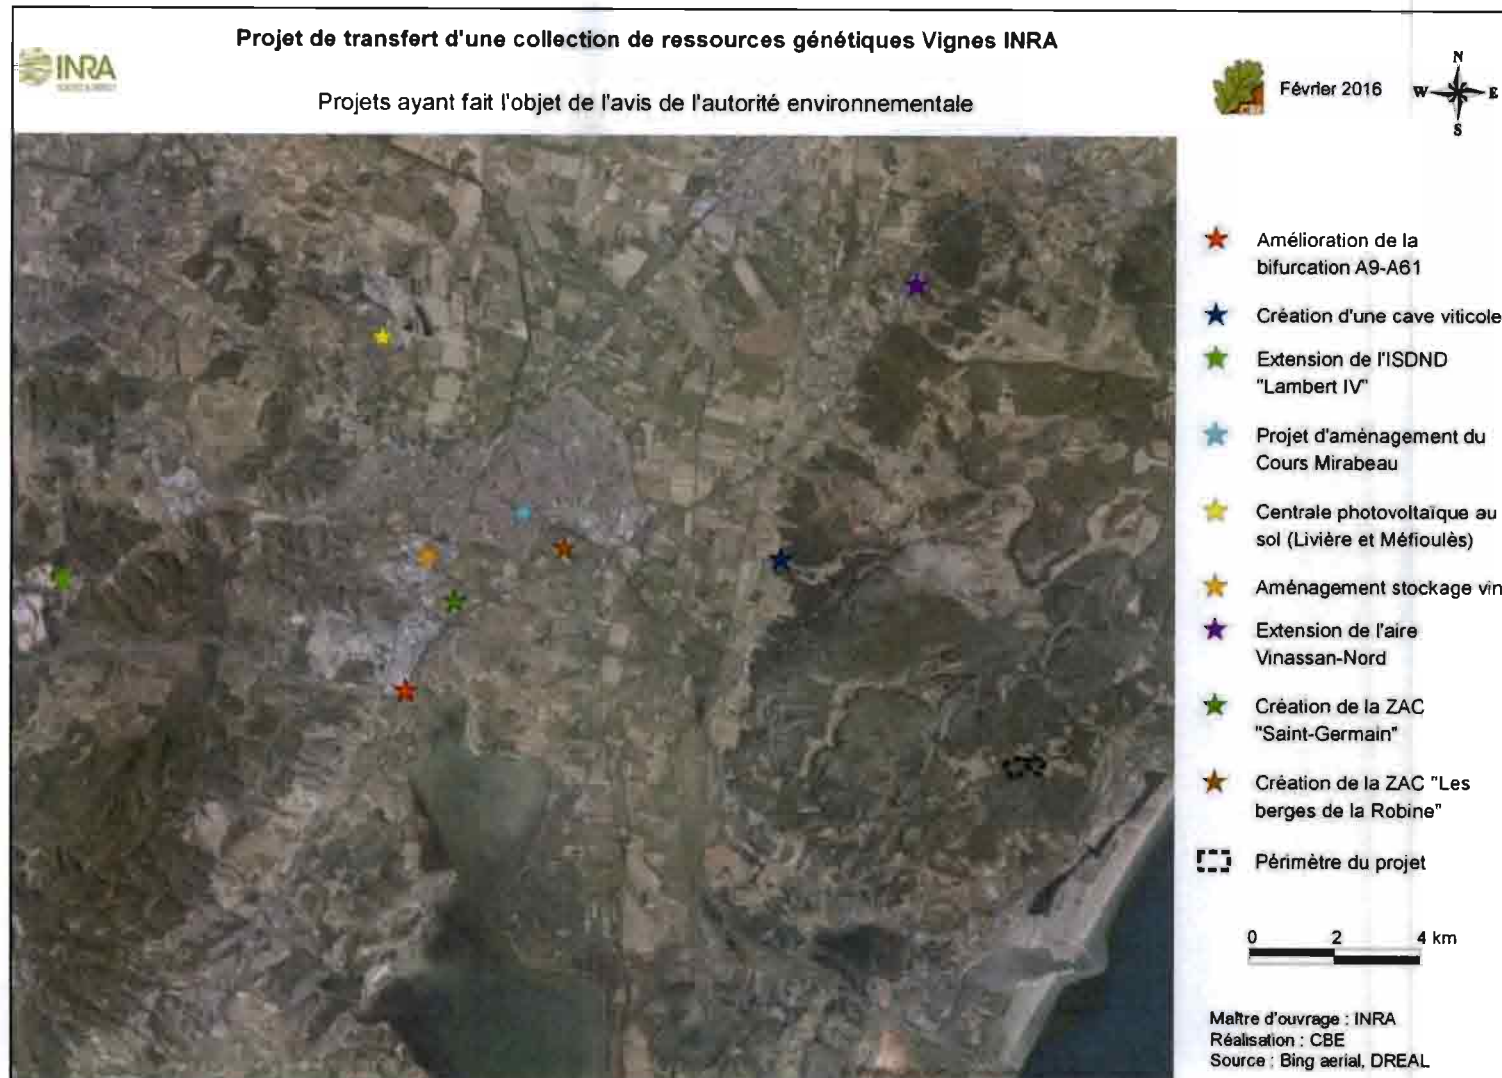 Projet de transfert d'une collection de ressources génétiques Vignes INRA
INRA
Projets ayant fait l'objet de l'avis de l'autorité environnementale
Février 2016
N
W
E
S
Amélioration de la
bifurcation A9-A61
Création d'une cave viticole
Extension de l'ISDND
"Lambert IV"
Projet d'aménagement du
Cours Mirabeau
Centrale photovoltaïque au
sol (Livière et Méfioulès)
Aménagement stockage vin
Extension de l'aire
Vinassan-Nord
Création de la ZAC
"Saint-Germain"
Création de la ZAC "Les
berges de la Robine"
Périmètre du projet
0 2 4 km
Maître d'ouvrage : INRA
Réalisation : CBE
Source : Bing aerial, DREAL